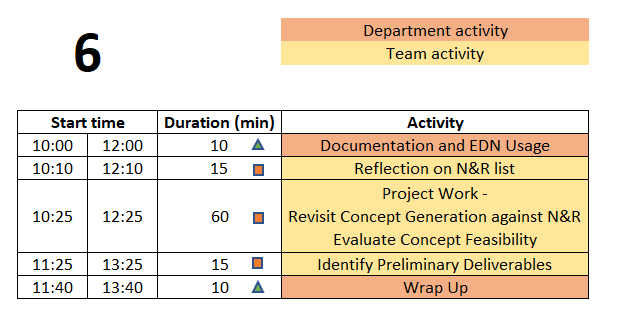 6
Department activity
Team activity
Start time Duration (min) Activity
10:00 12:00 10 Documentation and EDN Usage
10:10 12:10 15 Reflection on N&R list
10:25 12:25 60 Project Work -
Revisit Concept Generation against N&R
Evaluate Concept Feasibility
11:25 13:25 15 Identify Preliminary Deliverables
11:40 13:40 10 Wrap Up